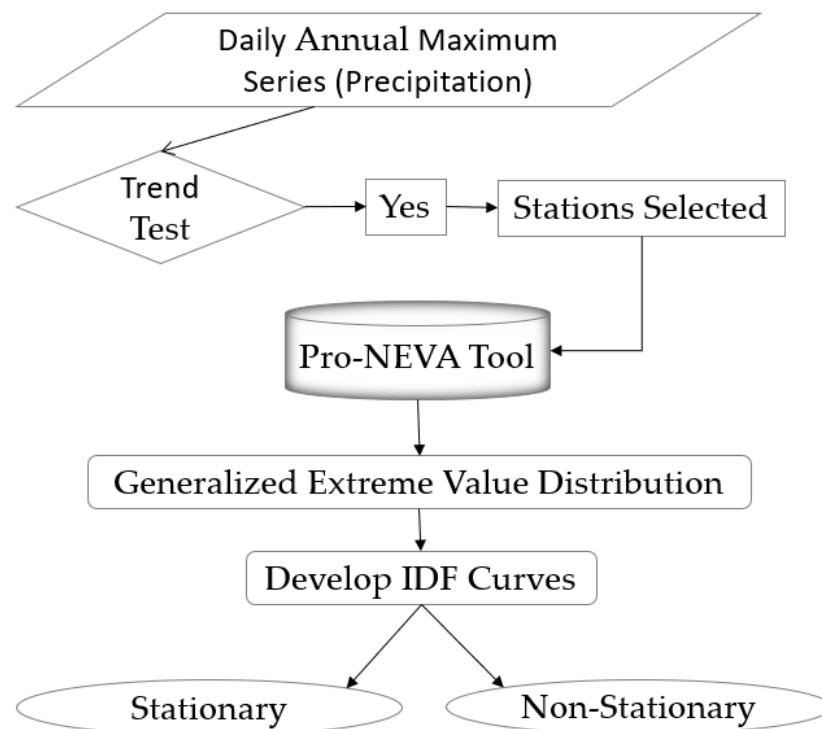 Daily Annual Maximum
Series (Precipitation)
Trend
Test
Yes
Stations Selected
Pro-NEVA Tool
Generalized Extreme Value Distribution
Develop IDF Curves
Stationary
Non-Stationary